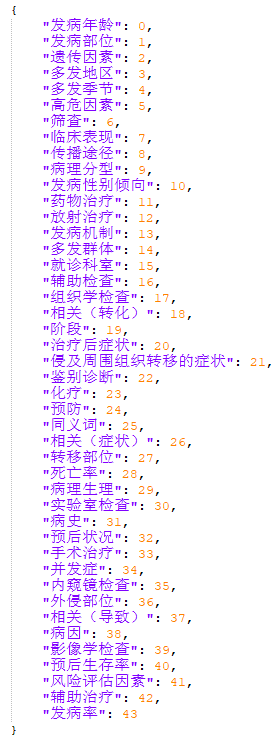 {
"发病年龄": 0,
"发病部位": 1,
"遗传因素": 2,
"多发地区": 3,
"多发季节": 4,
"高危因素": 5,
"筛查": 6,
"临床表现": 7,
"传播途径": 8,
"病理分型": 9,
"发病性别倾向": 10,
"药物治疗": 11,
"放射治疗": 12,
"发病机制": 13,
"多发群体": 14,
"就诊科室": 15,
"辅助检查": 16,
"组织学检查": 17,
"相关（转化）": 18,
"阶段": 19,
"治疗后症状": 20,
"侵及周围组织转移的症状": 21,
"鉴别诊断": 22,
"化疗": 23,
"预防": 24,
"同义词": 25,
"相关（症状）": 26,
"转移部位": 27,
"死亡率": 28,
"病理生理": 29,
"实验室检查": 30,
"病史": 31,
"预后状况": 32,
"手术治疗": 33,
"并发症": 34,
"内窥镜检查": 35,
"外侵部位": 36,
"相关（导致）": 37,
"病因": 38,
"影像学检查": 39,
"预后生存率": 40,
"风险评估因素": 41,
"辅助治疗": 42,
"发病率": 43
}